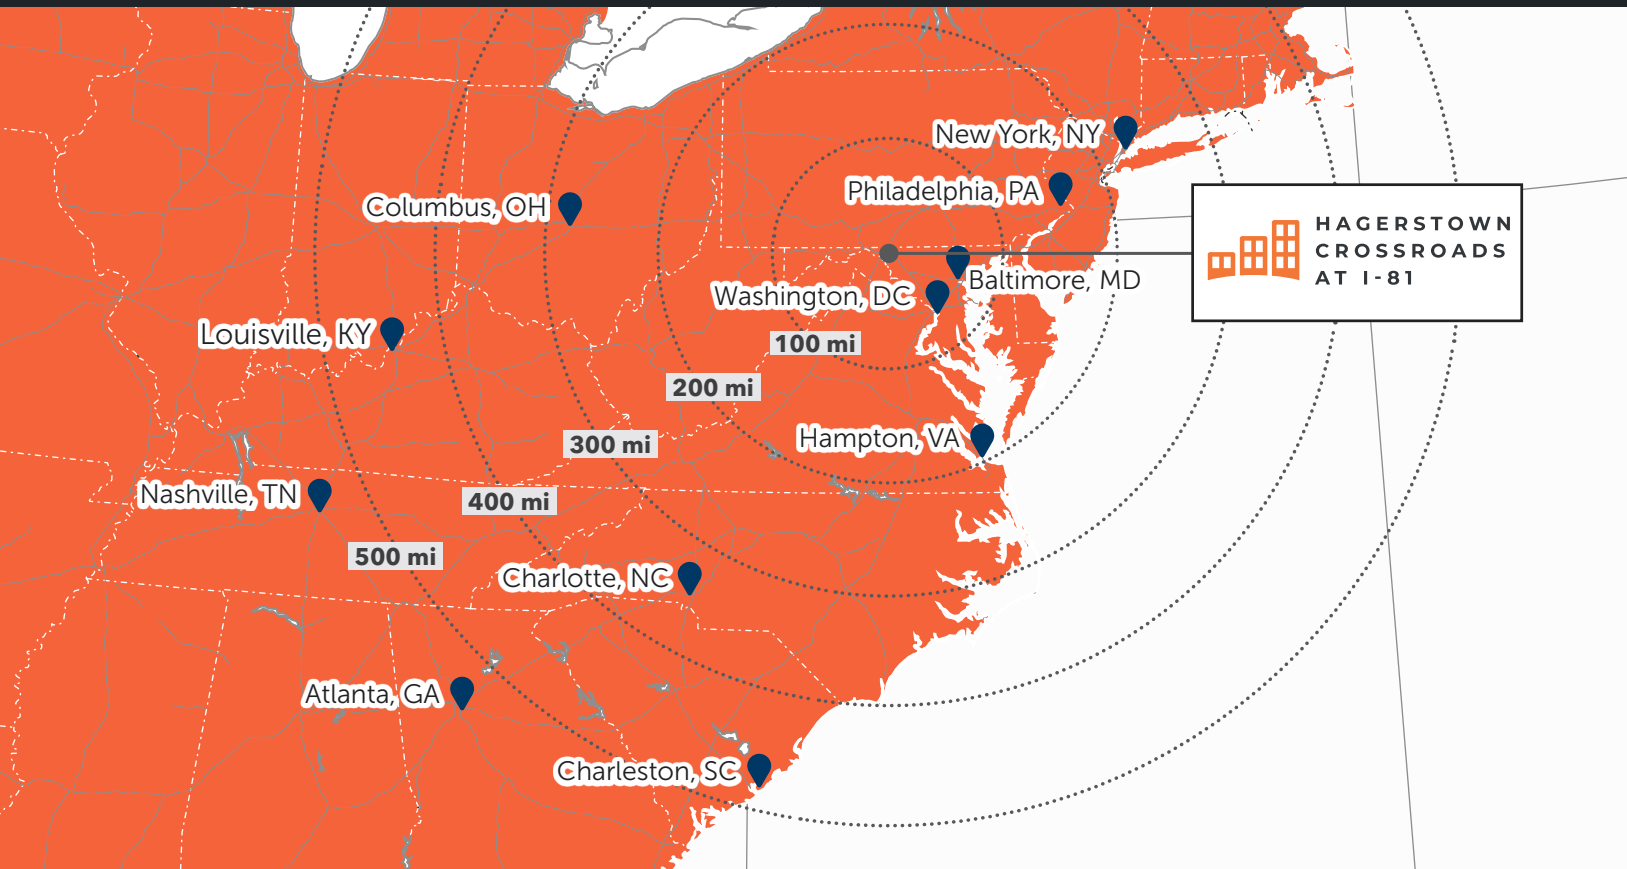 New York, NY
Philadelphia, PA
Columbus, OH
HAGERSTOWN
CROSSROADS
AT I-81
Baltimore, MD
Washington, DC
Louisville, KY
100 mi
200 mi
Hampton, VA
300 mi
Nashville, TN
400 mi
500 mi
Charlotte, NC
Atlanta, GA
Charleston, SC